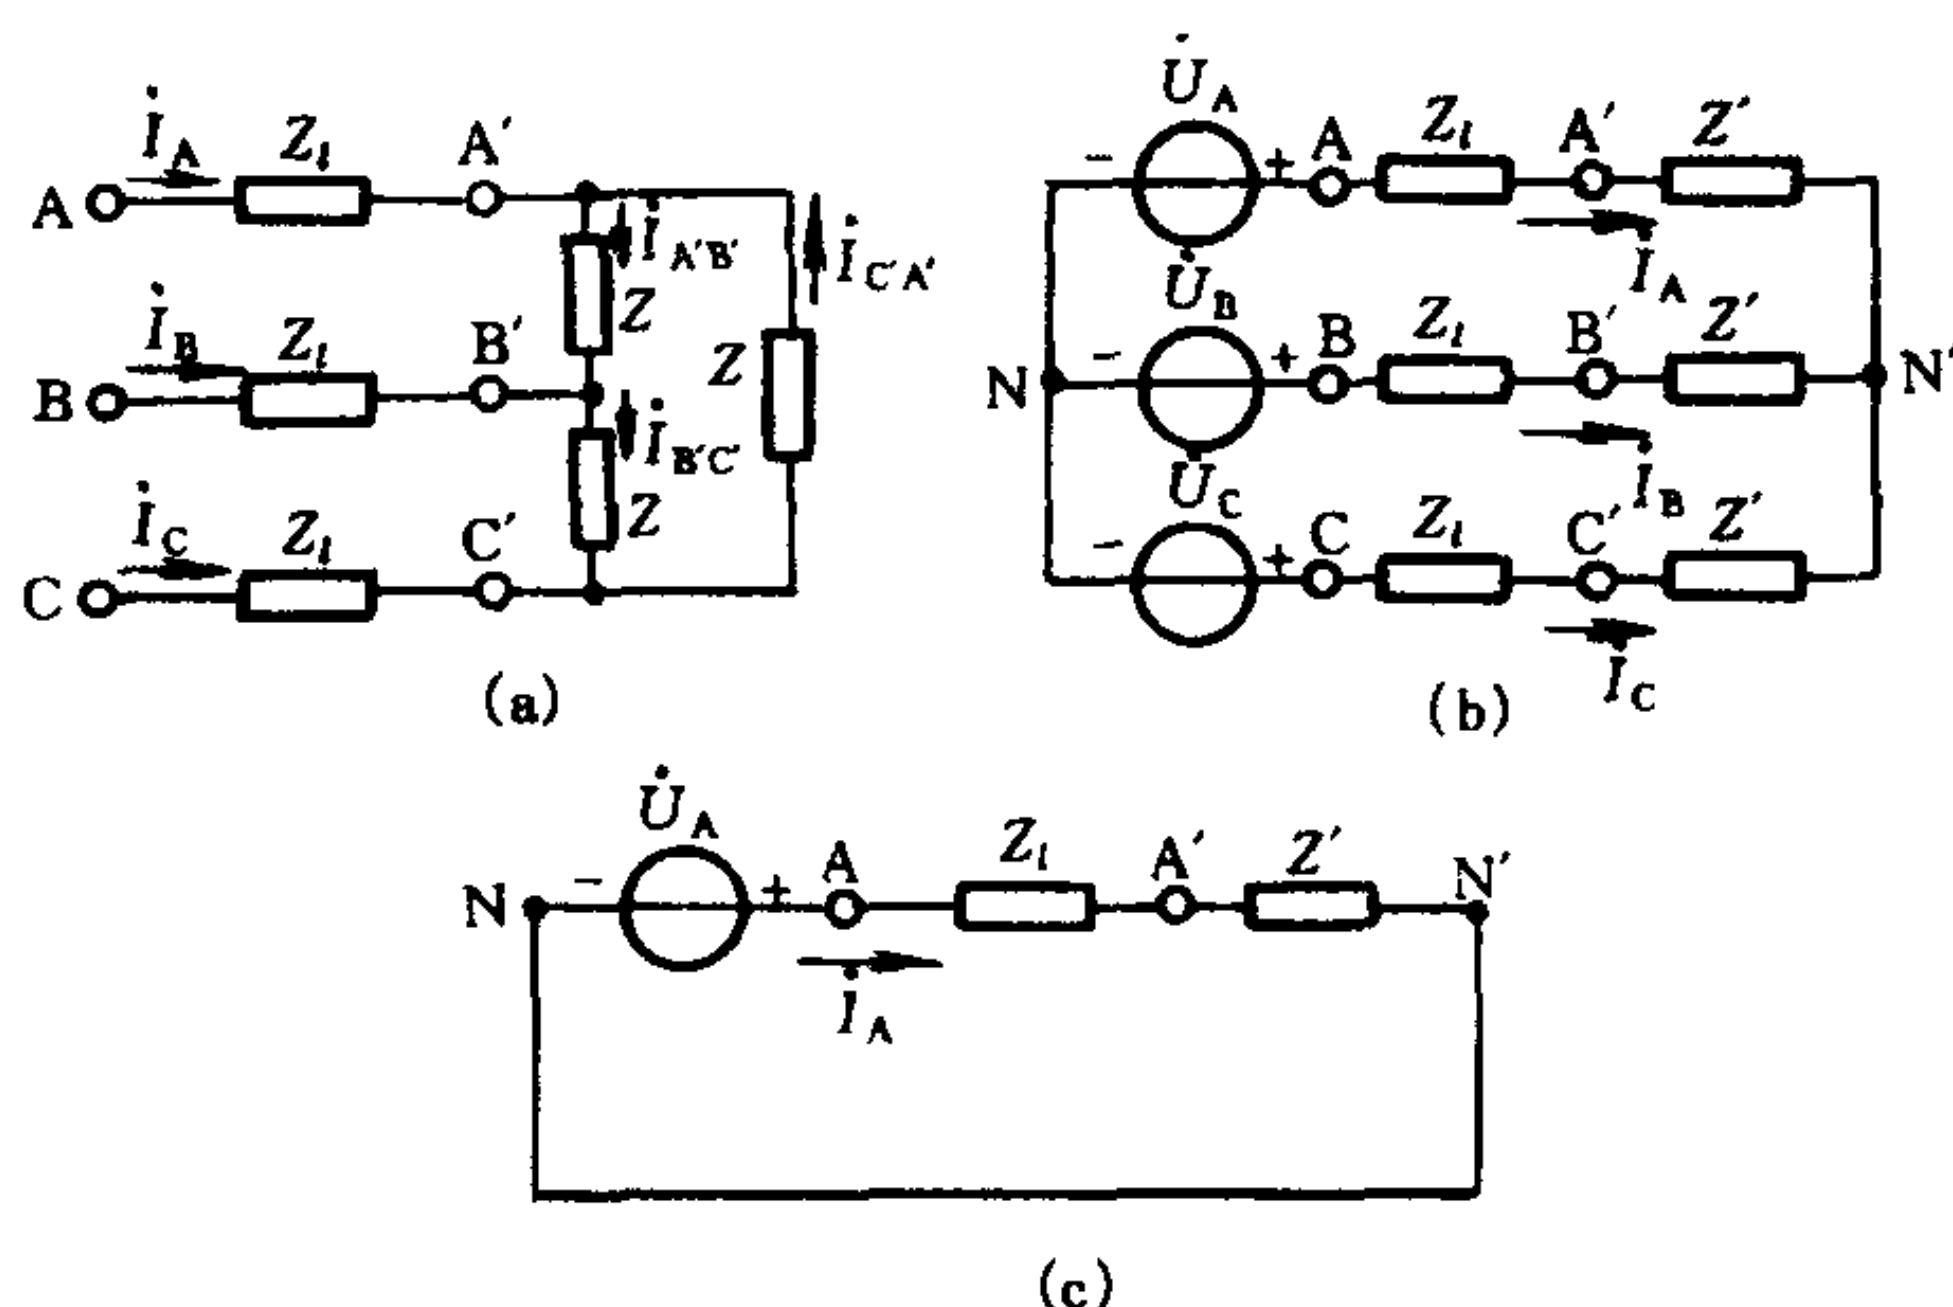 İ_A Z_l A′
A
İ_A′B′ İ_C′A′
Z
İ_B Z_l B′ Z
B
İ_B′C′
Z
İ_C Z_l C′
C
(a)
U̇_A
− + A Z_l A′ Z′
İ_A
U̇_B
− + B Z_l B′ Z′
N N′
İ_B
U̇_C
− + C Z_l C′ Z′
İ_C
(b)
U̇_A
N − + A Z_l A′ Z′ N′
İ_A
(c)